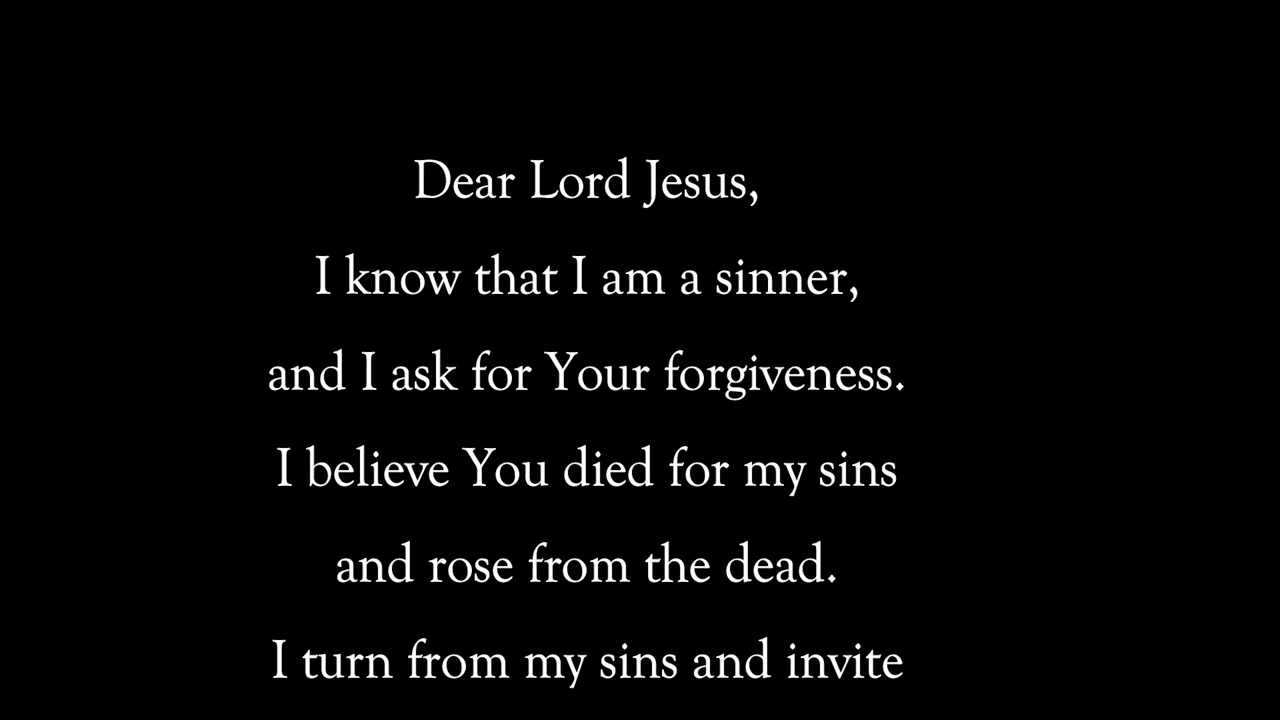 Dear Lord Jesus,
I know that I am a sinner,
and I ask for Your forgiveness.
I believe You died for my sins
and rose from the dead.
I turn from my sins and invite